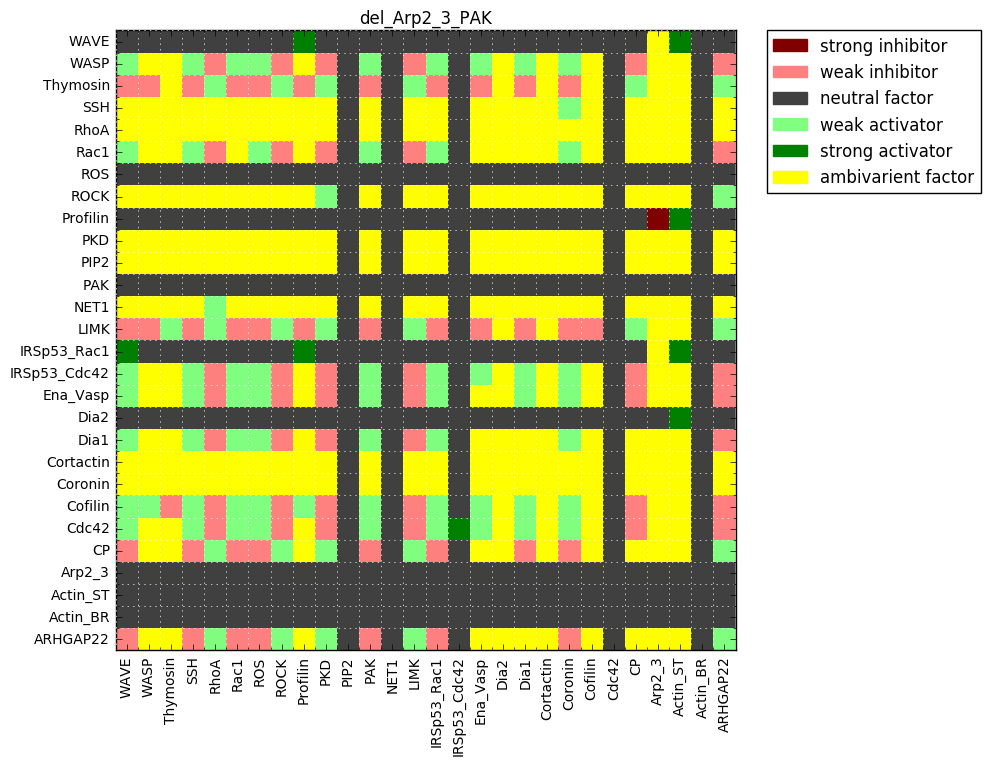 del_Arp2_3_PAK
WAVE
WASP
Thymosin
SSH
RhoA
Rac1
ROS
ROCK
Profilin
PKD
PIP2
PAK
NET1
LIMK
IRSp53_Rac1
IRSp53_Cdc42
Ena_Vasp
Dia2
Dia1
Cortactin
Coronin
Cofilin
Cdc42
CP
Arp2_3
Actin_ST
Actin_BR
ARHGAP22
WAVE
WASP
Thymosin
SSH
RhoA
Rac1
ROS
ROCK
Profilin
PKD
PIP2
PAK
NET1
LIMK
IRSp53_Rac1
IRSp53_Cdc42
Ena_Vasp
Dia2
Dia1
Cortactin
Coronin
Cofilin
Cdc42
CP
Arp2_3
Actin_ST
Actin_BR
ARHGAP22
strong inhibitor
weak inhibitor
neutral factor
weak activator
strong activator
ambivarient factor